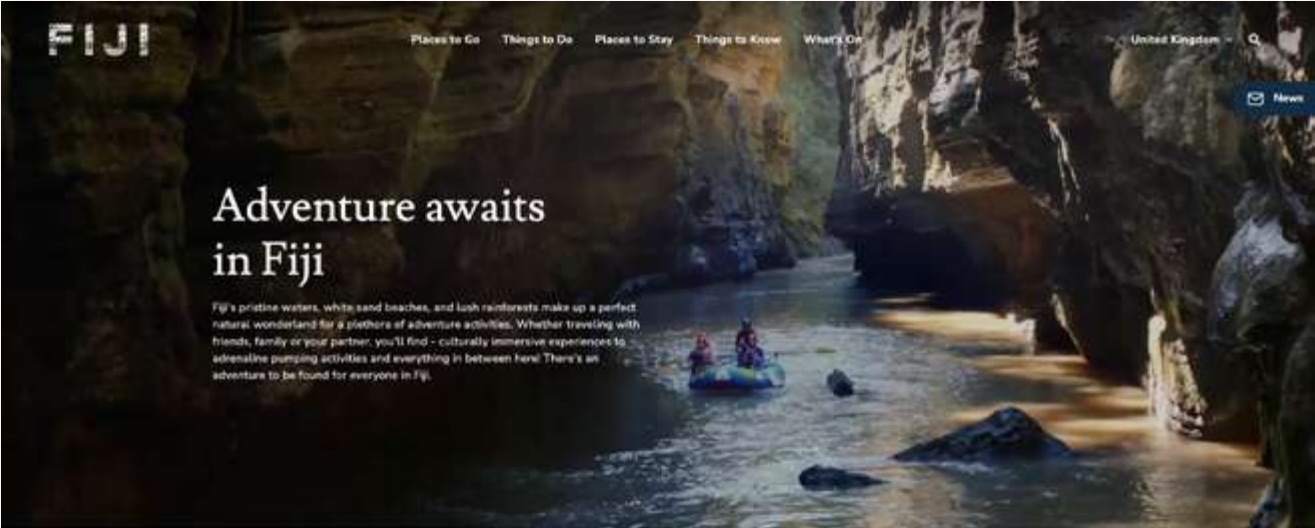 FIJI
Places to Go Things to Do Places to Stay Things to Know What's On
United Kingdom
News
Adventure awaits
in Fiji
Fiji's pristine waters, white sand beaches, and lush rainforests make up a perfect
natural wonderland for a plethora of adventure activities. Whether traveling with
friends, family or your partner, you'll find – culturally immersive experiences to
adrenaline pumping activities and everything in between here! There's an
adventure to be found for everyone in Fiji.